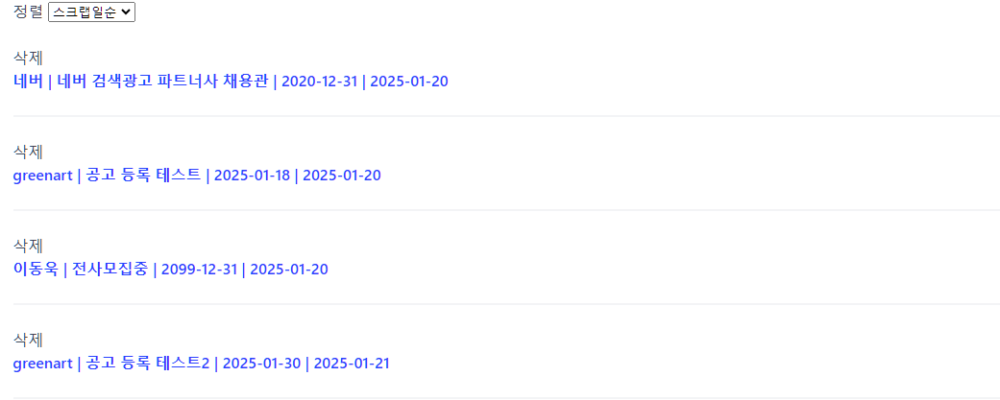 정렬 스크랩일순
삭제
네버 | 네버 검색광고 파트너사 채용관 | 2020-12-31 | 2025-01-20
삭제
greenart | 공고 등록 테스트 | 2025-01-18 | 2025-01-20
삭제
이동욱 | 전사모집중 | 2099-12-31 | 2025-01-20
삭제
greenart | 공고 등록 테스트2 | 2025-01-30 | 2025-01-21